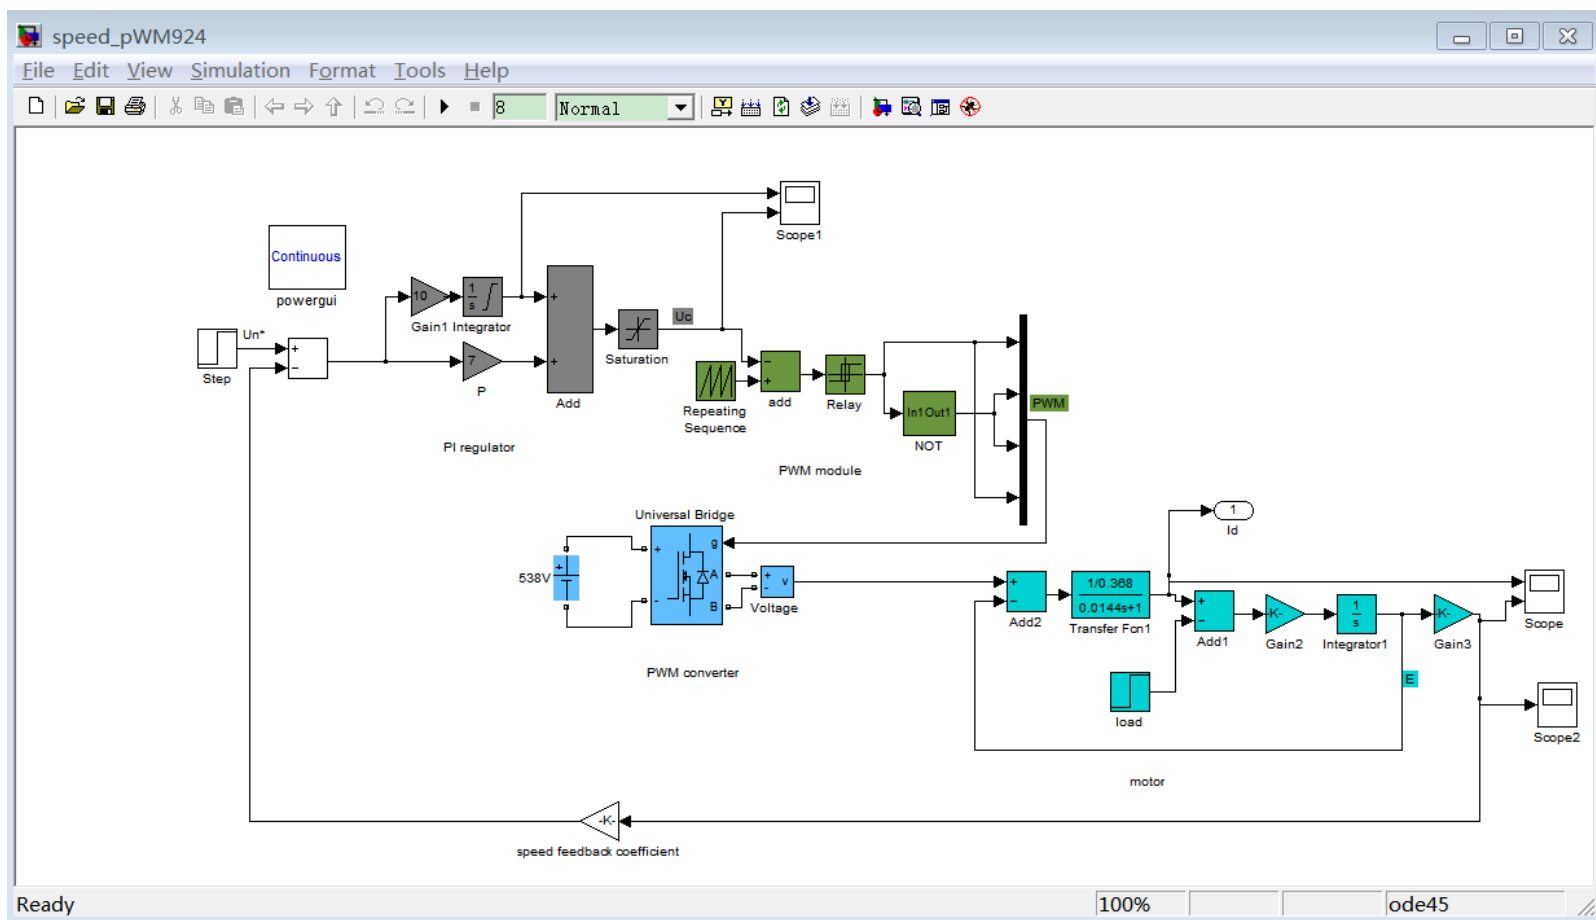 speed_pWM924
File Edit View Simulation Format Tools Help
8 Normal
Scope1
Continuous
powergui
10
1
s
Gain1 Integrator
Un*
Step
+
−
7
P
+
+
Add
Saturation
Uc
Repeating
Sequence
−
+
add
Relay
In1Out1
NOT
PWM
PI regulator
PWM module
Universal Bridge
538V
+
+
-
g
A
B
+
-
v
Voltage
PWM converter
1
Id
+
−
Add2
1/0.368
0.0144s+1
Transfer Fcn1
+
−
Add1
-K-
Gain2
1
s
Integrator1
-K-
Gain3
Scope
E
load
Scope2
motor
-K-
speed feedback coefficient
Ready 100% ode45